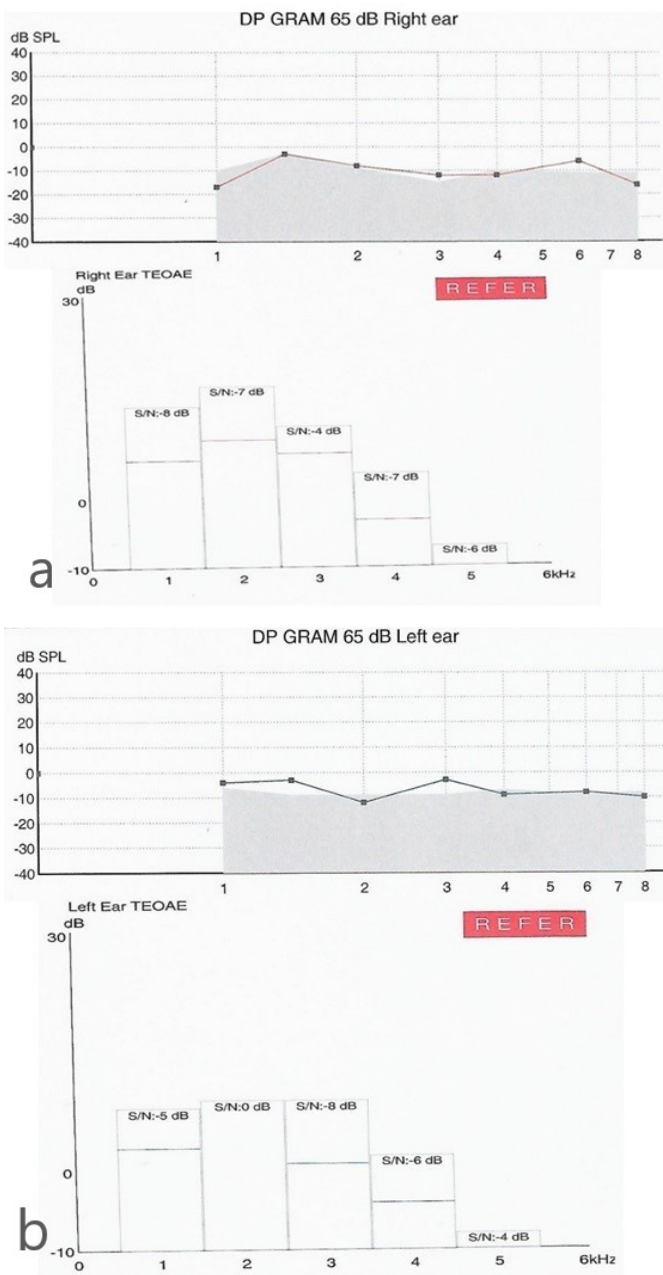 DP GRAM 65 dB Right ear
dB SPL
40
30
20
10
0
-10
-20
-30
-40
1 2 3 4 5 6 7 8
Right Ear TEOAE
dB
REFER
30
S/N:-8 dB S/N:-7 dB S/N:-4 dB S/N:-7 dB S/N:-6 dB
0
-10
0 1 2 3 4 5 6kHz
a
DP GRAM 65 dB Left ear
dB SPL
40
30
20
10
0
-10
-20
-30
-40
1 2 3 4 5 6 7 8
Left Ear TEOAE
dB
REFER
30
S/N:-5 dB S/N:0 dB S/N:-8 dB S/N:-6 dB S/N:-4 dB
0
-10
0 1 2 3 4 5 6kHz
b